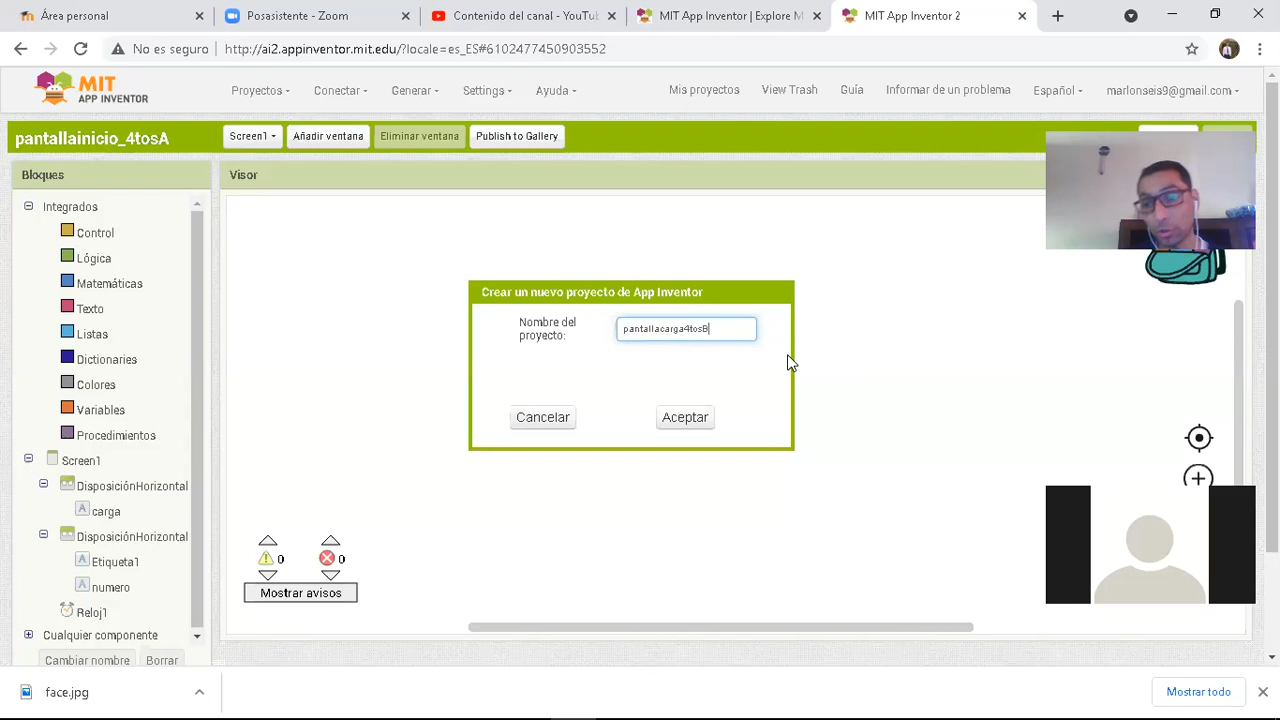 Área personal
Posasistente - Zoom
Contenido del canal - YouTu
MIT App Inventor | Explore M
MIT App Inventor 2
No es seguro
http://ai2.appinventor.mit.edu/?locale=es_ES#6102477450903552
MIT
APP INVENTOR
Proyectos
Conectar
Generar
Settings
Ayuda
Mis proyectos
View Trash
Guía
Informar de un problema
Español
marlonseis9@gmail.com
pantallainicio_4tosA
Screen1
Añadir ventana
Eliminar ventana
Publish to Gallery
Bloques
Visor
Integrados
Control
Lógica
Matemáticas
Texto
Listas
Dictionaries
Colores
Variables
Procedimientos
Screen1
DisposiciónHorizontal
carga
DisposiciónHorizontal
Etiqueta1
numero
Reloj1
Cualquier componente
Cambiar nombre
Borrar
Crear un nuevo proyecto de App Inventor
Nombre del
proyecto:
pantallacarga4tosB
Cancelar
Aceptar
0
0
Mostrar avisos
face.jpg
Mostrar todo